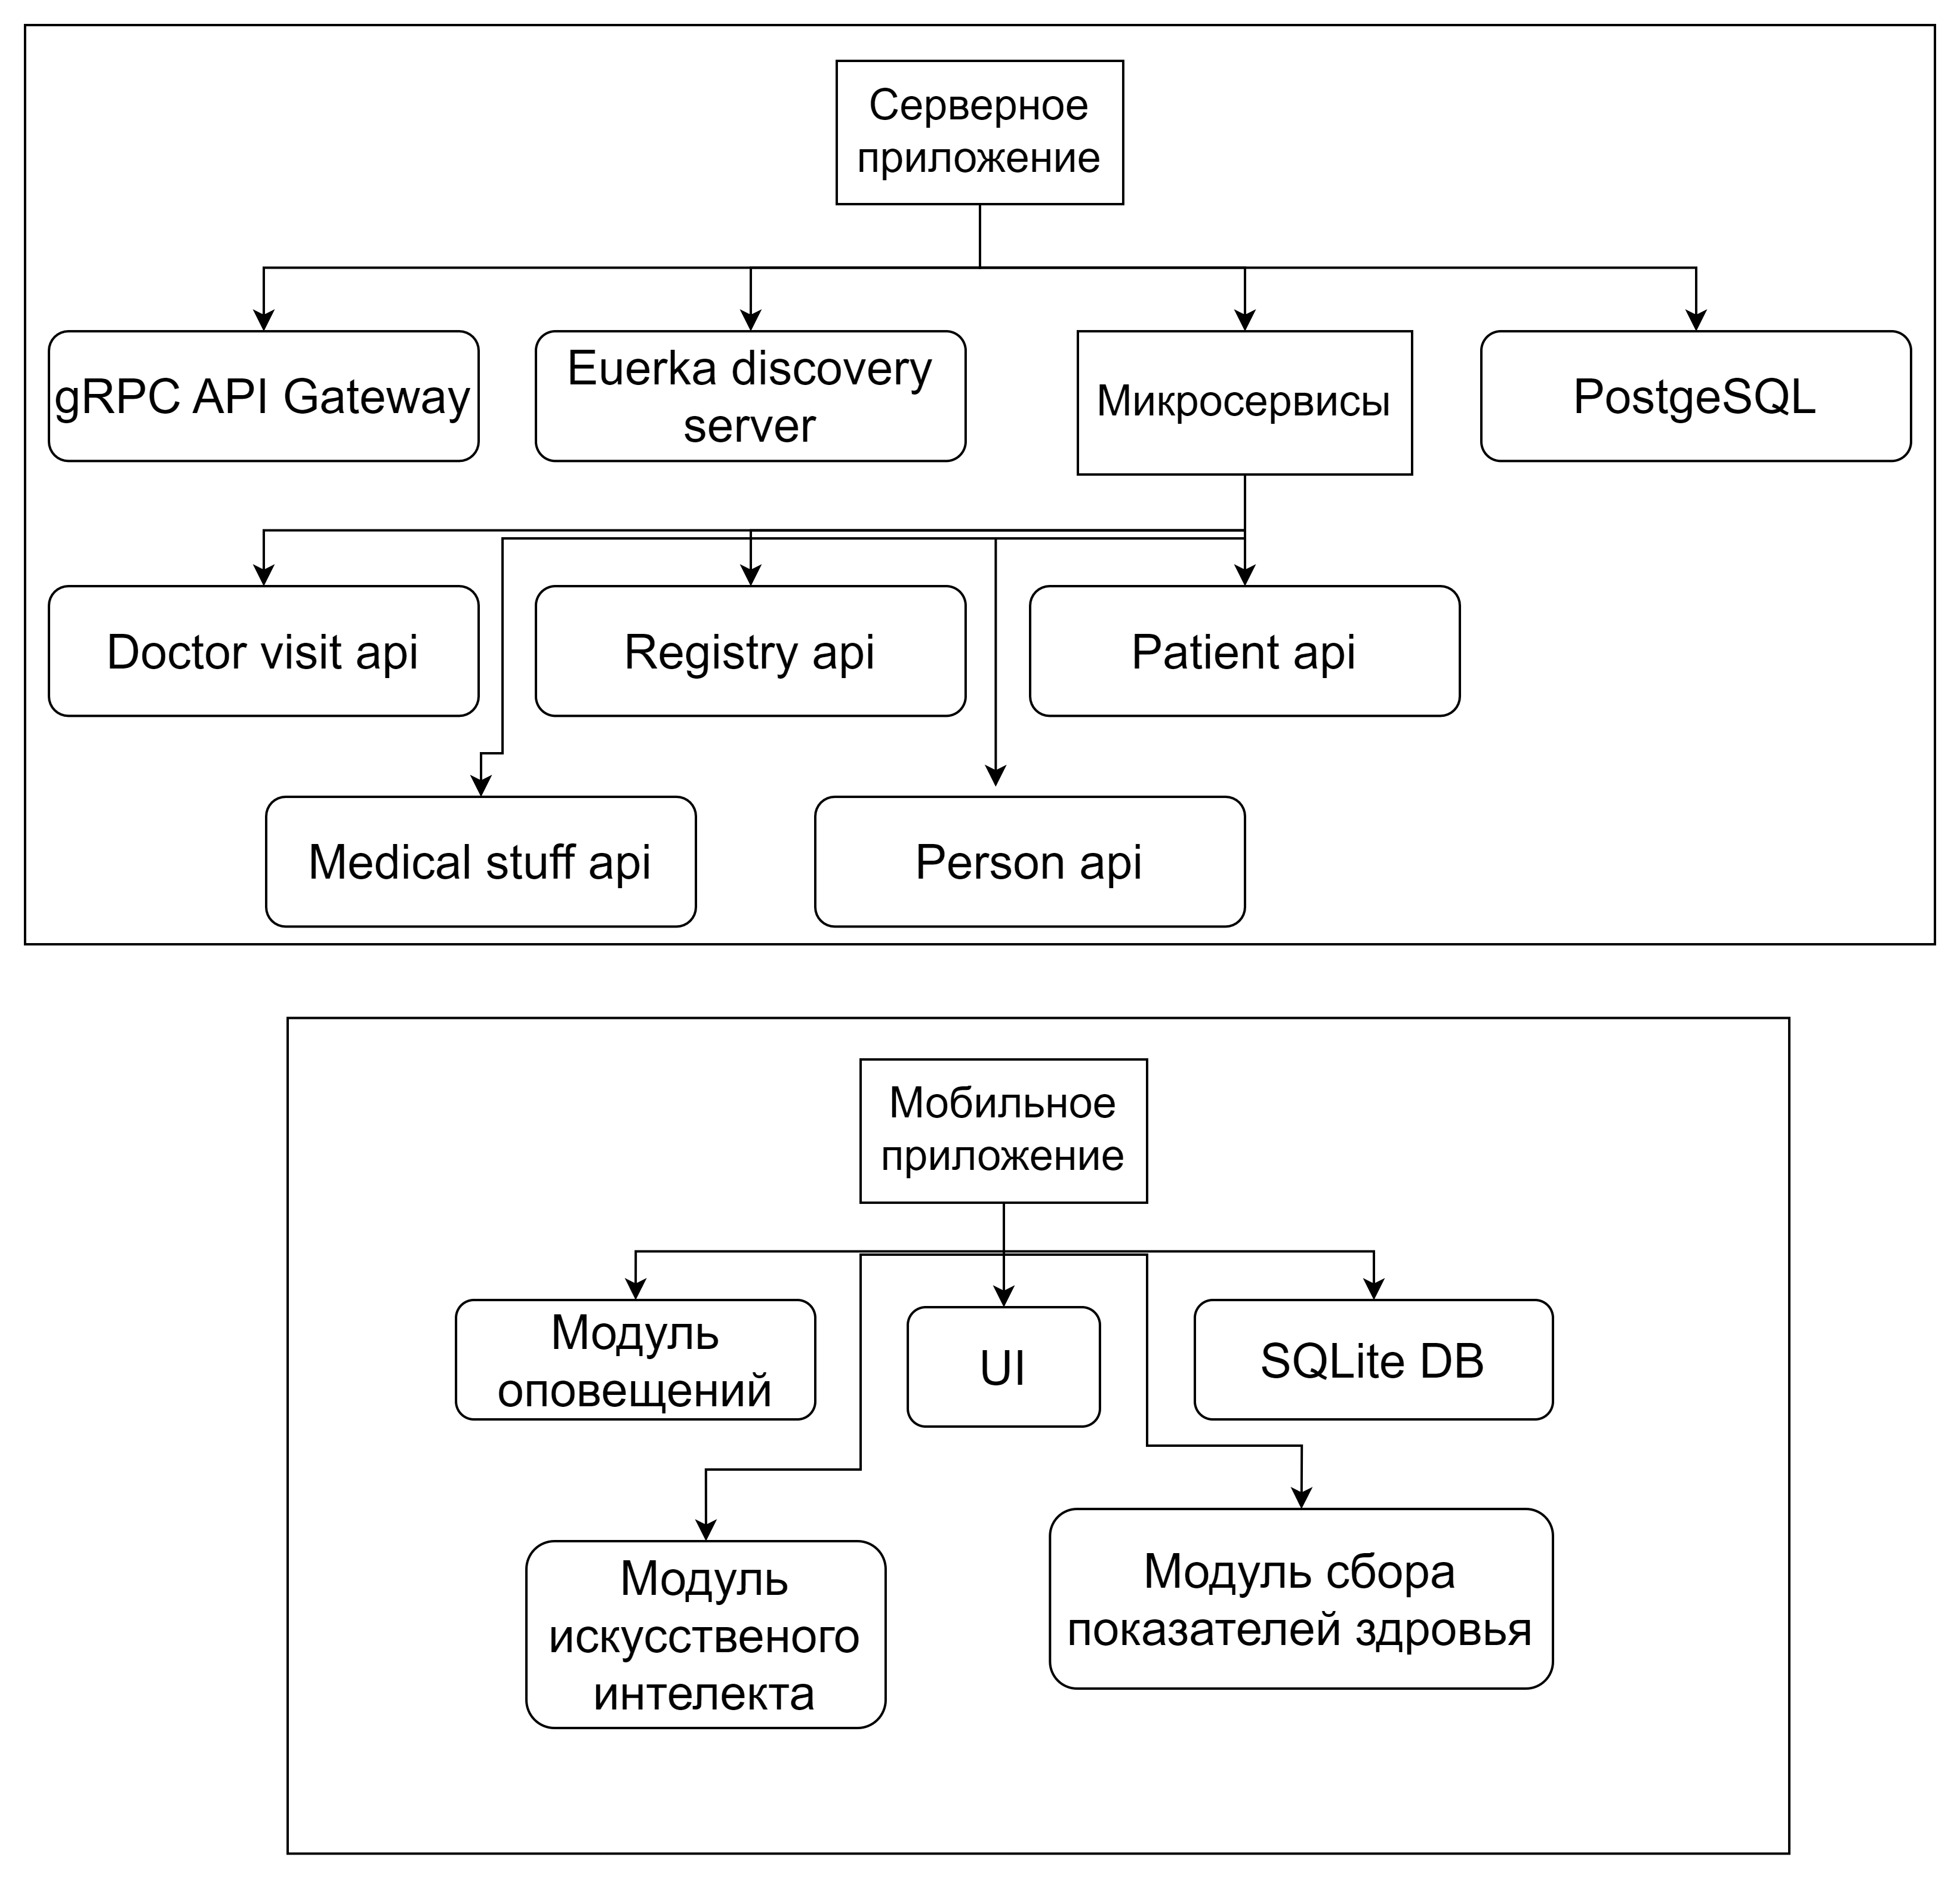 Серверное
приложение
gRPC API Gateway
Euerka discovery
server
Микросервисы
PostgeSQL
Doctor visit api
Registry api
Patient api
Medical stuff api
Person api
Мобильное
приложение
Модуль
оповещений
UI
SQLite DB
Модуль
искусственого
интелекта
Модуль сбора
показателей здровья